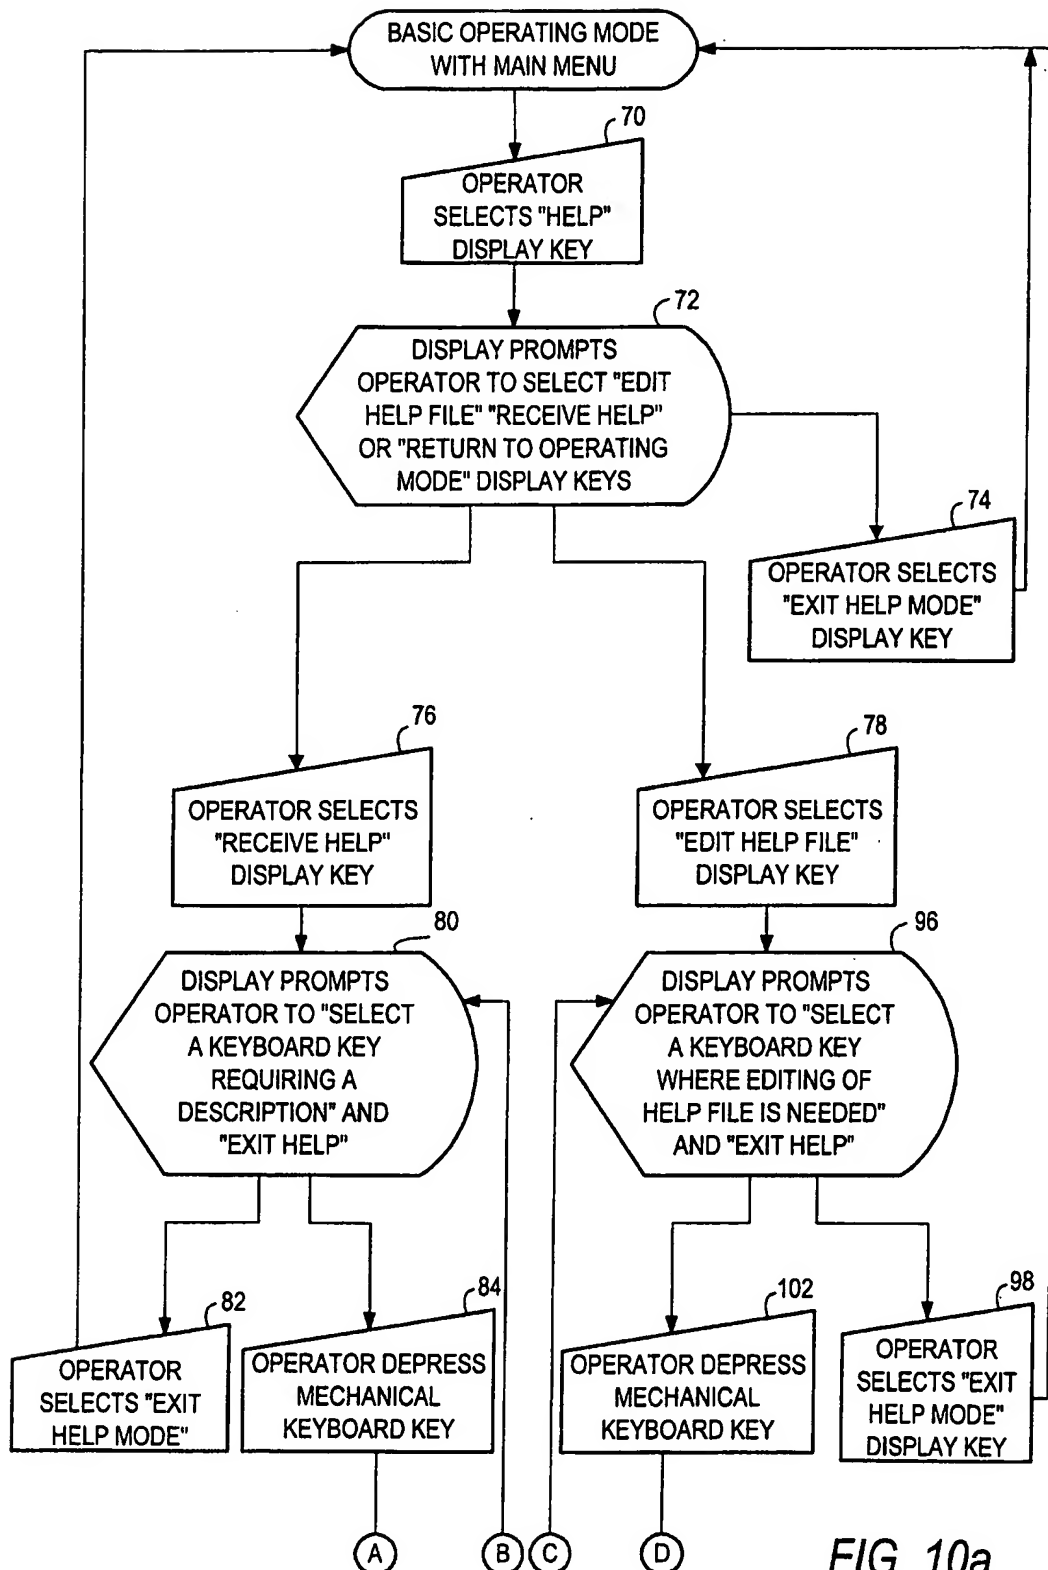 BASIC OPERATING MODE
WITH MAIN MENU
70
OPERATOR
SELECTS "HELP"
DISPLAY KEY
72
DISPLAY PROMPTS
OPERATOR TO SELECT "EDIT
HELP FILE" "RECEIVE HELP"
OR "RETURN TO OPERATING
MODE" DISPLAY KEYS
74
OPERATOR SELECTS
"EXIT HELP MODE"
DISPLAY KEY
76
OPERATOR SELECTS
"RECEIVE HELP"
DISPLAY KEY
78
OPERATOR SELECTS
"EDIT HELP FILE"
DISPLAY KEY
80
DISPLAY PROMPTS
OPERATOR TO "SELECT
A KEYBOARD KEY
REQUIRING A
DESCRIPTION" AND
"EXIT HELP"
96
DISPLAY PROMPTS
OPERATOR TO "SELECT
A KEYBOARD KEY
WHERE EDITING OF
HELP FILE IS NEEDED"
AND "EXIT HELP"
82
OPERATOR
SELECTS "EXIT
HELP MODE"
84
OPERATOR DEPRESS
MECHANICAL
KEYBOARD KEY
102
OPERATOR DEPRESS
MECHANICAL
KEYBOARD KEY
98
OPERATOR
SELECTS "EXIT
HELP MODE"
DISPLAY KEY
A
B
C
D
FIG. 10a